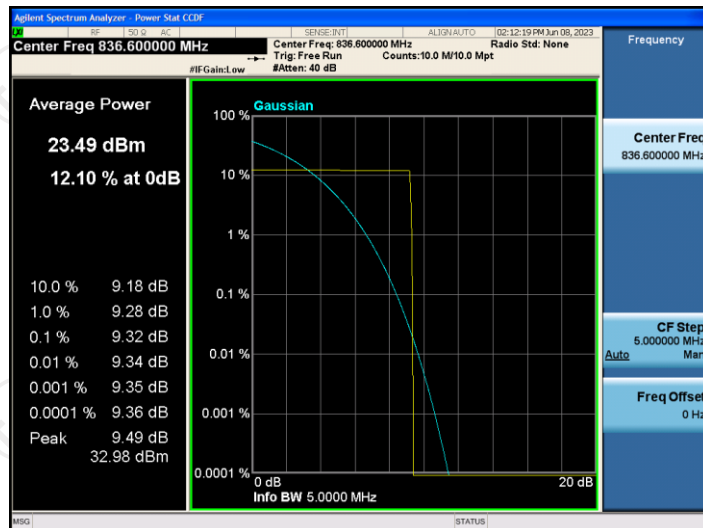 Agilent Spectrum Analyzer - Power Stat CCDF
RF 50 Ω AC SENSE:INT ALIGN AUTO 02:12:19 PM Jun 08, 2023
Center Freq 836.600000 MHz
Center Freq: 836.600000 MHz Radio Std: None
Trig: Free Run Counts:10.0 M/10.0 Mpt
#IFGain:Low #Atten: 40 dB
Average Power
23.49 dBm
12.10 % at 0dB
10.0 % 9.18 dB
1.0 % 9.28 dB
0.1 % 9.32 dB
0.01 % 9.34 dB
0.001 % 9.35 dB
0.0001 % 9.36 dB
Peak 9.49 dB
32.98 dBm
Gaussian
100 %
10 %
1 %
0.1 %
0.01 %
0.001 %
0.0001 %
0 dB 20 dB
Info BW 5.0000 MHz
Frequency
Center Freq
836.600000 MHz
CF Step
5.000000 MHz
Auto Man
Freq Offset
0 Hz
MSG STATUS